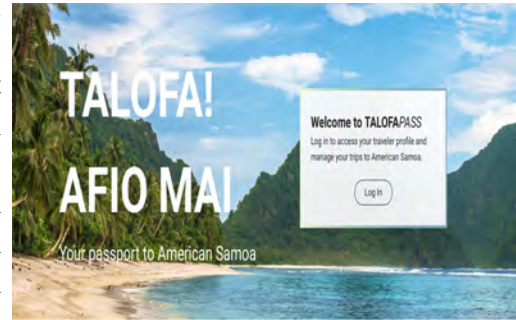 TALOFA!
AFIO MAI
Your passport to American Samoa
Welcome to TALOFAPASS
Log in to access your traveler profile and
manage your trips to American Samoa.
Log In